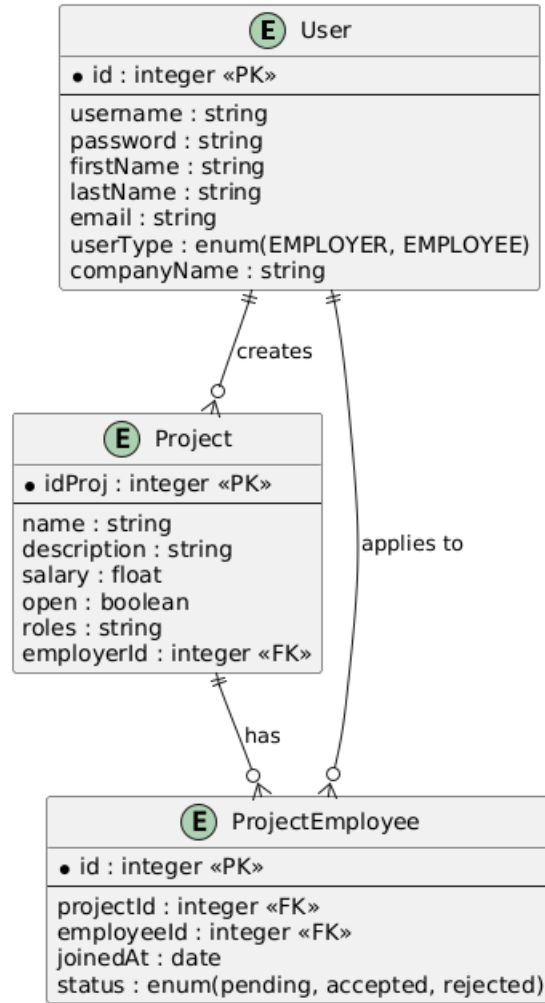 E User
id : integer «PK»
username : string
password : string
firstName : string
lastName : string
email : string
userType : enum(EMPLOYER, EMPLOYEE)
companyName : string
creates
E Project
idProj : integer «PK»
name : string
description : string
salary : float
open : boolean
roles : string
employerId : integer «FK»
applies to
has
E ProjectEmployee
id : integer «PK»
projectId : integer «FK»
employeeId : integer «FK»
joinedAt : date
status : enum(pending, accepted, rejected)